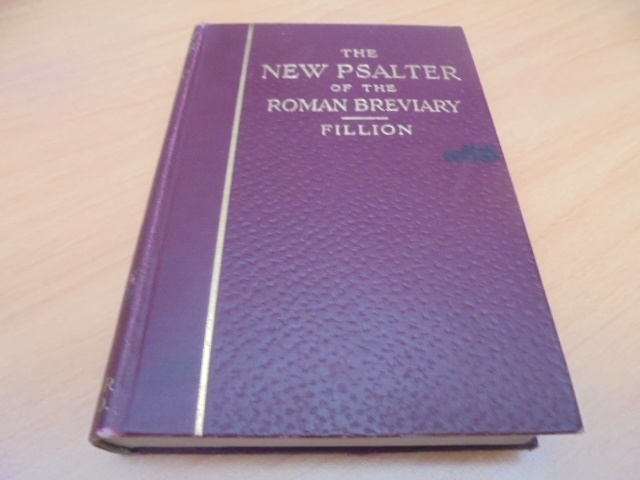 THE
NEW PSALTER
OF THE
ROMAN BREVIARY
FILLION